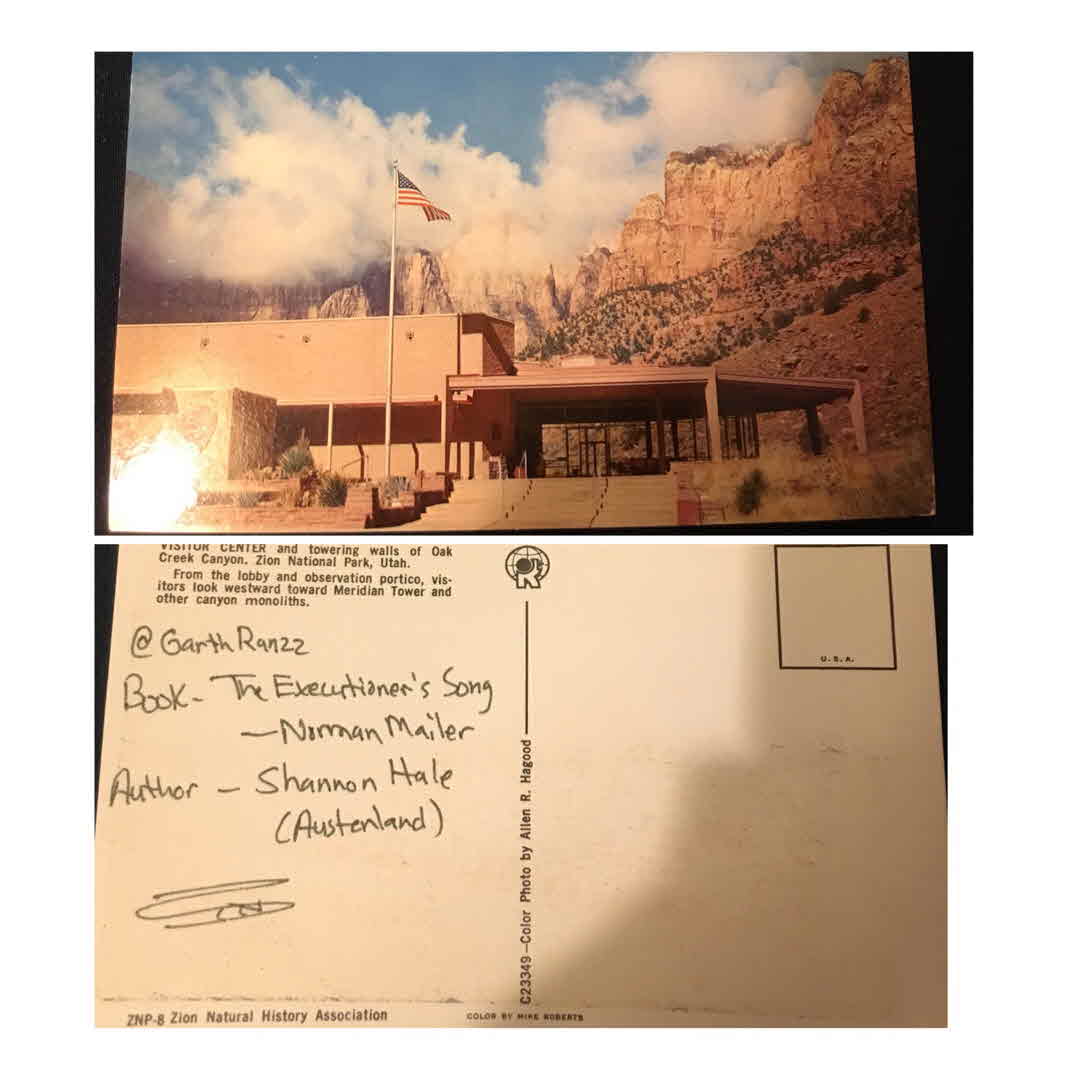 VISITOR CENTER and towering walls of Oak
Creek Canyon. Zion National Park, Utah.
From the lobby and observation portico, vis-
itors look westward toward Meridian Tower and
other canyon monoliths.
@GarthRanzz
Book - The Executioner's Song
- Norman Mailer
Author - Shannon Hale
(Austenland)
U.S.A.
C23349-Color Photo by Allen R. Hagood
ZNP-8 Zion Natural History Association
COLOR BY MIKE ROBERTS